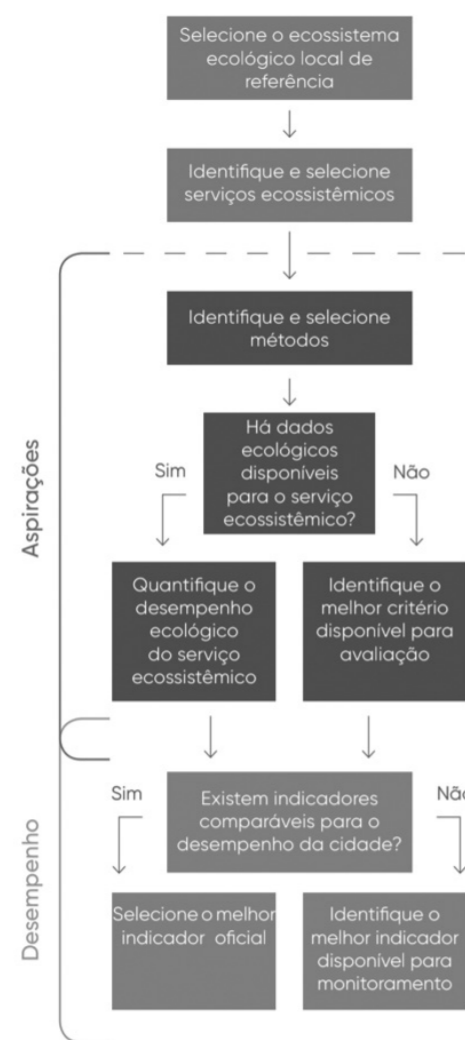 Selecione o ecossistema
ecológico local de
referência
Identifique e selecione
serviços ecossistêmicos
Aspirações
Identifique e selecione
métodos
Há dados
ecológicos
disponíveis
para o serviço
ecossistêmico?
Sim
Não
Quantifique o
desempenho
ecológico
do serviço
ecossistêmico
Identifique o
melhor critério
disponível para
avaliação
Desempenho
Sim
Existem indicadores
comparáveis para o
desempenho da cidade?
Não
Selecione o melhor
indicador oficial
Identifique o
melhor indicador
disponível para
monitoramento